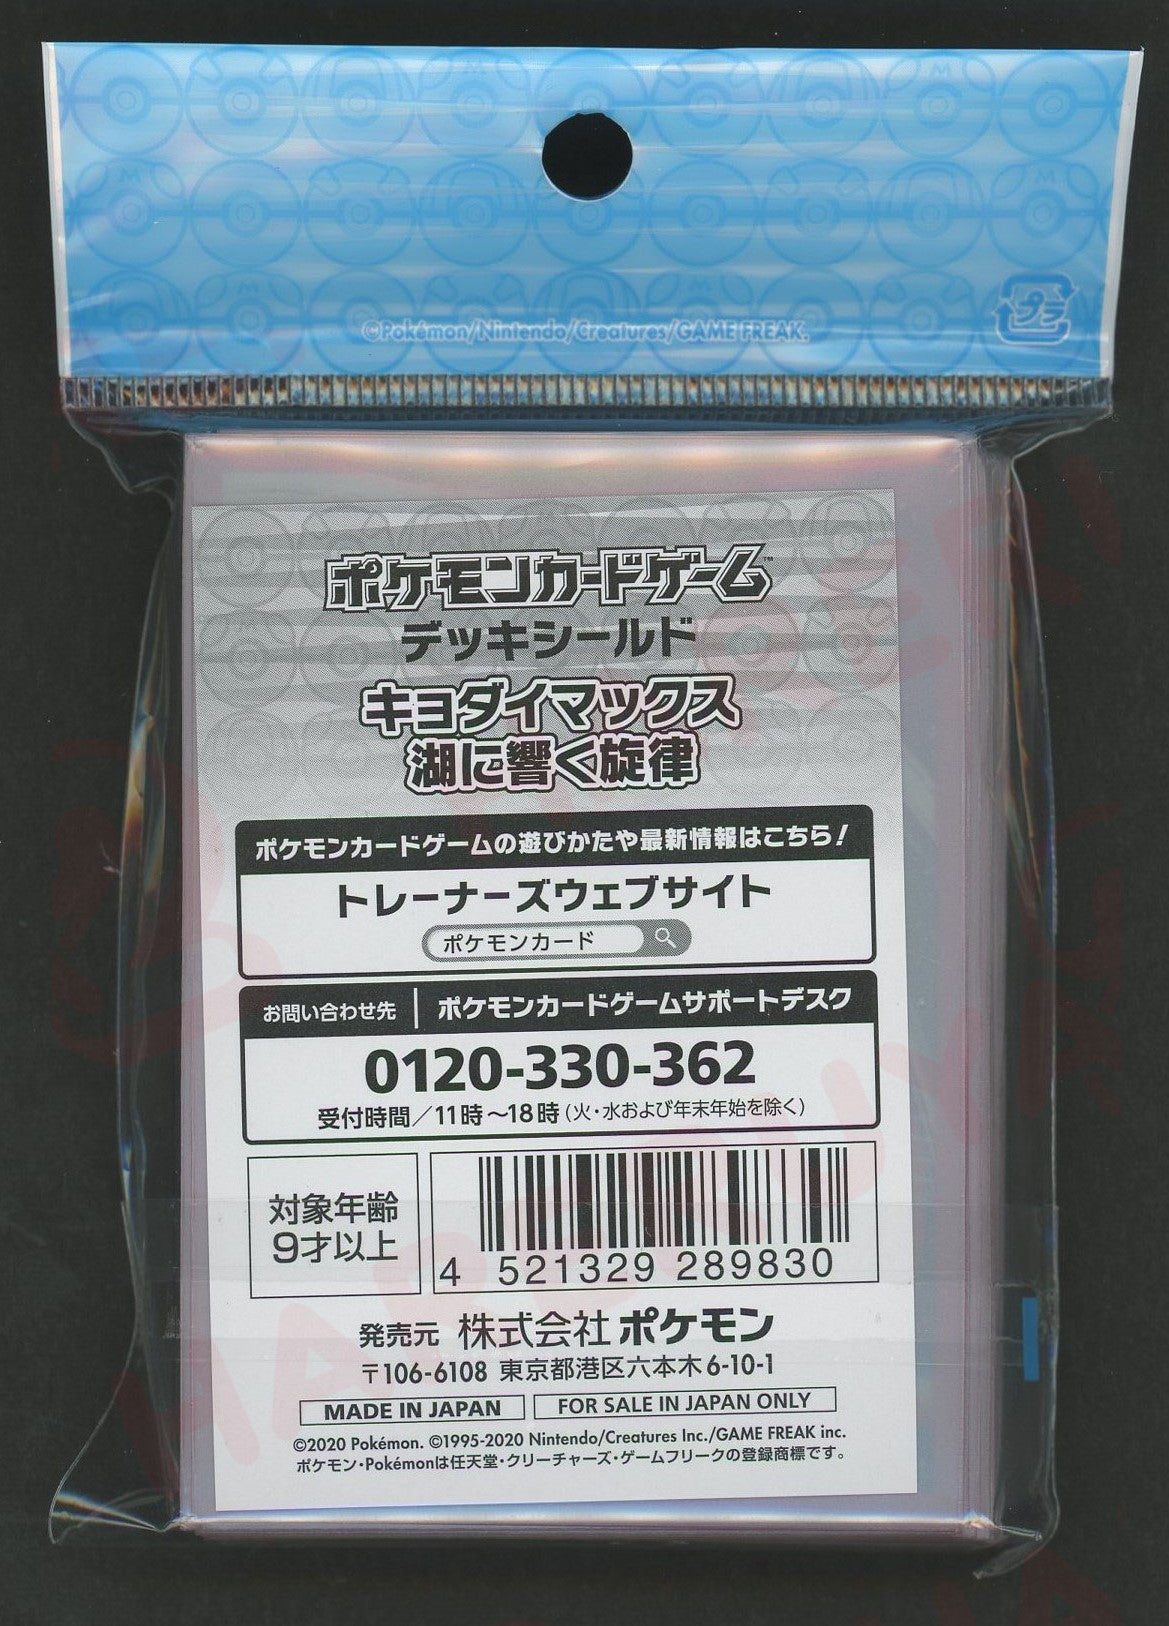 ©Pokémon/Nintendo/Creatures/GAME FREAK.
プラ
ポケモンカードゲーム™
デッキシールド
キョダイマックス
湖に響く旋律
ポケモンカードゲームの遊びかたや最新情報はこちら!
トレーナーズウェブサイト
ポケモンカード
お問い合わせ先 ポケモンカードゲームサポートデスク
0120-330-362
受付時間/11時～18時(火・水および年末年始を除く)
対象年齢
9才以上
4 521329 289830
発売元 株式会社ポケモン
〒106-6108 東京都港区六本木6-10-1
MADE IN JAPAN FOR SALE IN JAPAN ONLY
©2020 Pokémon. ©1995-2020 Nintendo/Creatures Inc./GAME FREAK inc.
ポケモン・Pokémonは任天堂・クリーチャーズ・ゲームフリークの登録商標です。